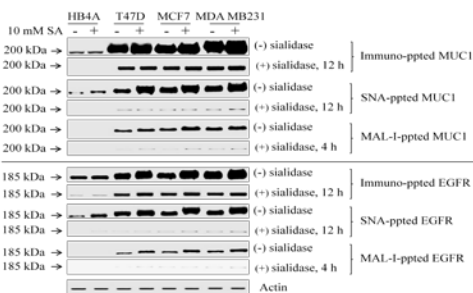 HB4A T47D MCF7 MDA MB231
10 mM SA → - + - + - + - +
200 kDa → (-) sialidase
200 kDa → (+) sialidase, 12 h
Immuno-ppted MUC1
200 kDa → (-) sialidase
200 kDa → (+) sialidase, 12 h
SNA-ppted MUC1
200 kDa → (-) sialidase
200 kDa → (+) sialidase, 4 h
MAL-I-ppted MUC1
185 kDa → (-) sialidase
185 kDa → (+) sialidase, 12 h
Immuno-ppted EGFR
185 kDa → (-) sialidase
185 kDa → (+) sialidase, 12 h
SNA-ppted EGFR
185 kDa → (-) sialidase
185 kDa → (+) sialidase, 4 h
MAL-I-ppted EGFR
Actin